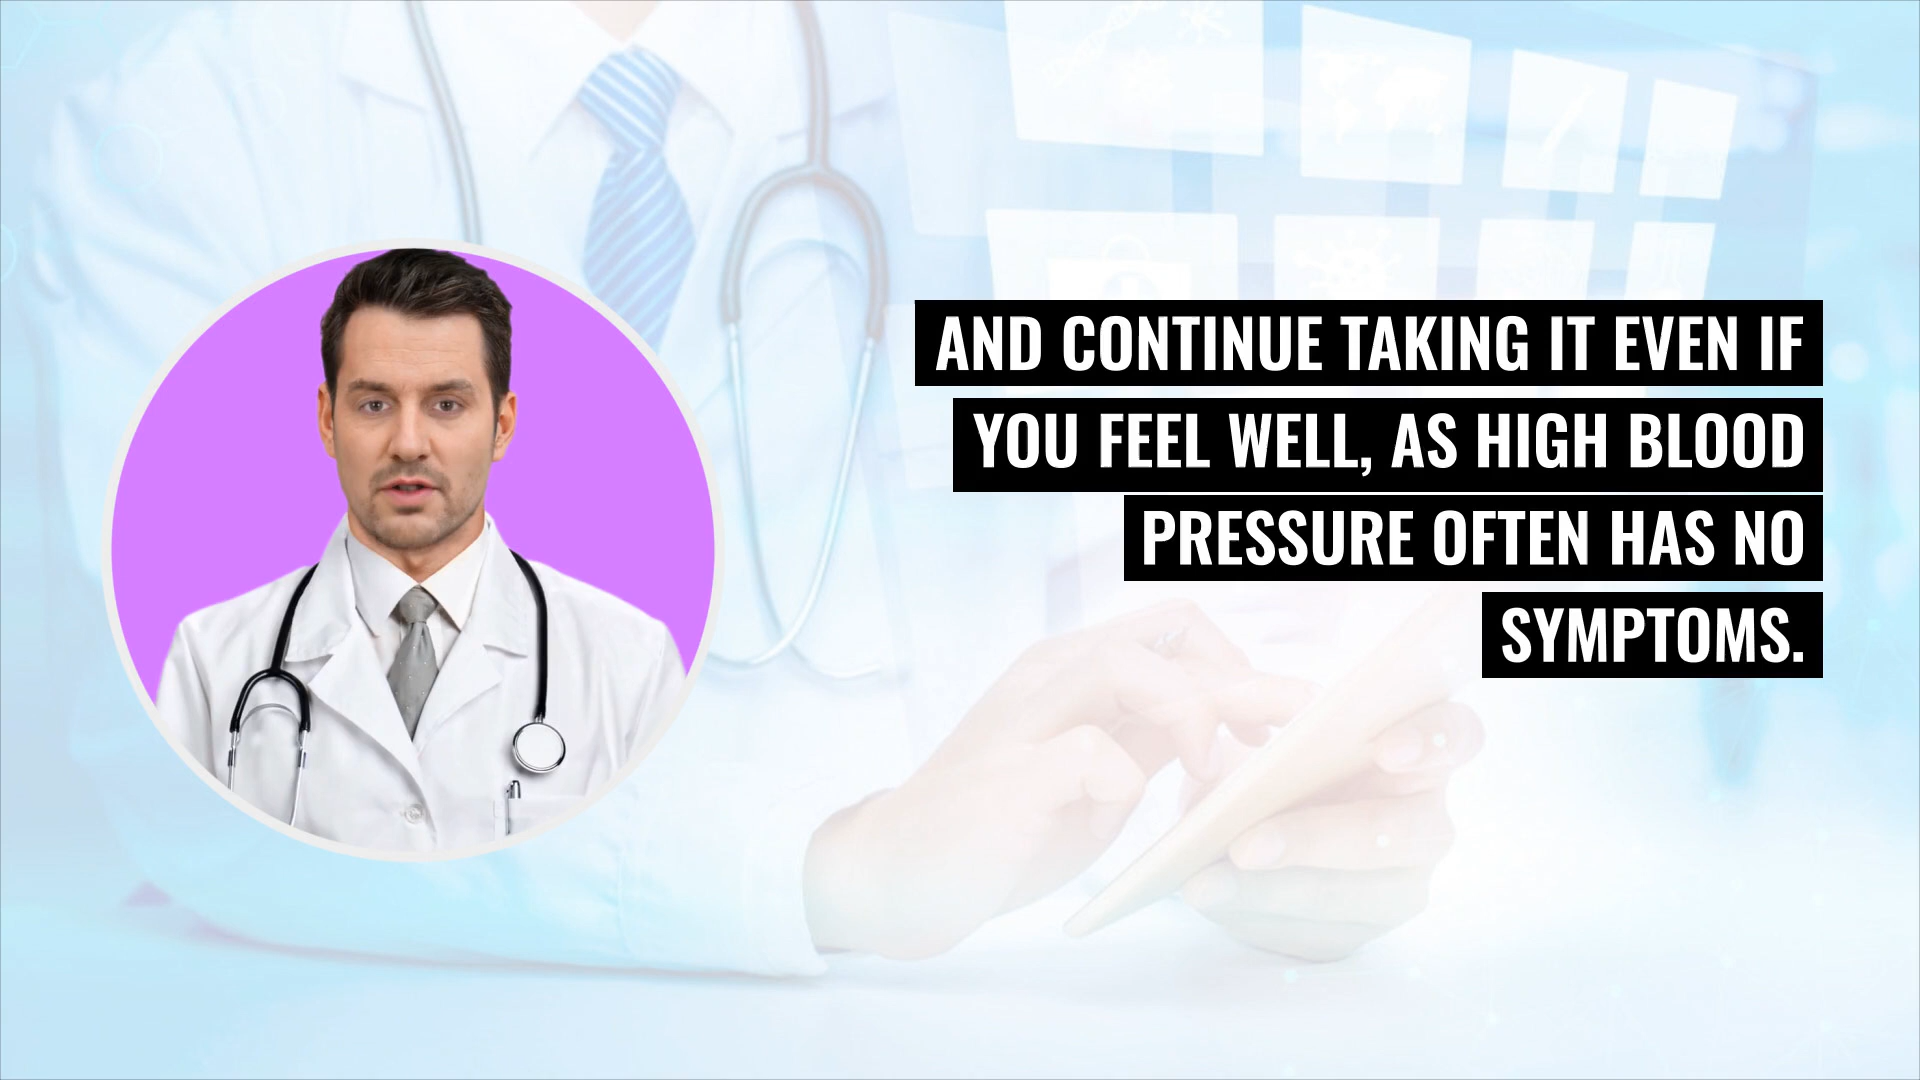 AND CONTINUE TAKING IT EVEN IF
YOU FEEL WELL, AS HIGH BLOOD
PRESSURE OFTEN HAS NO
SYMPTOMS.